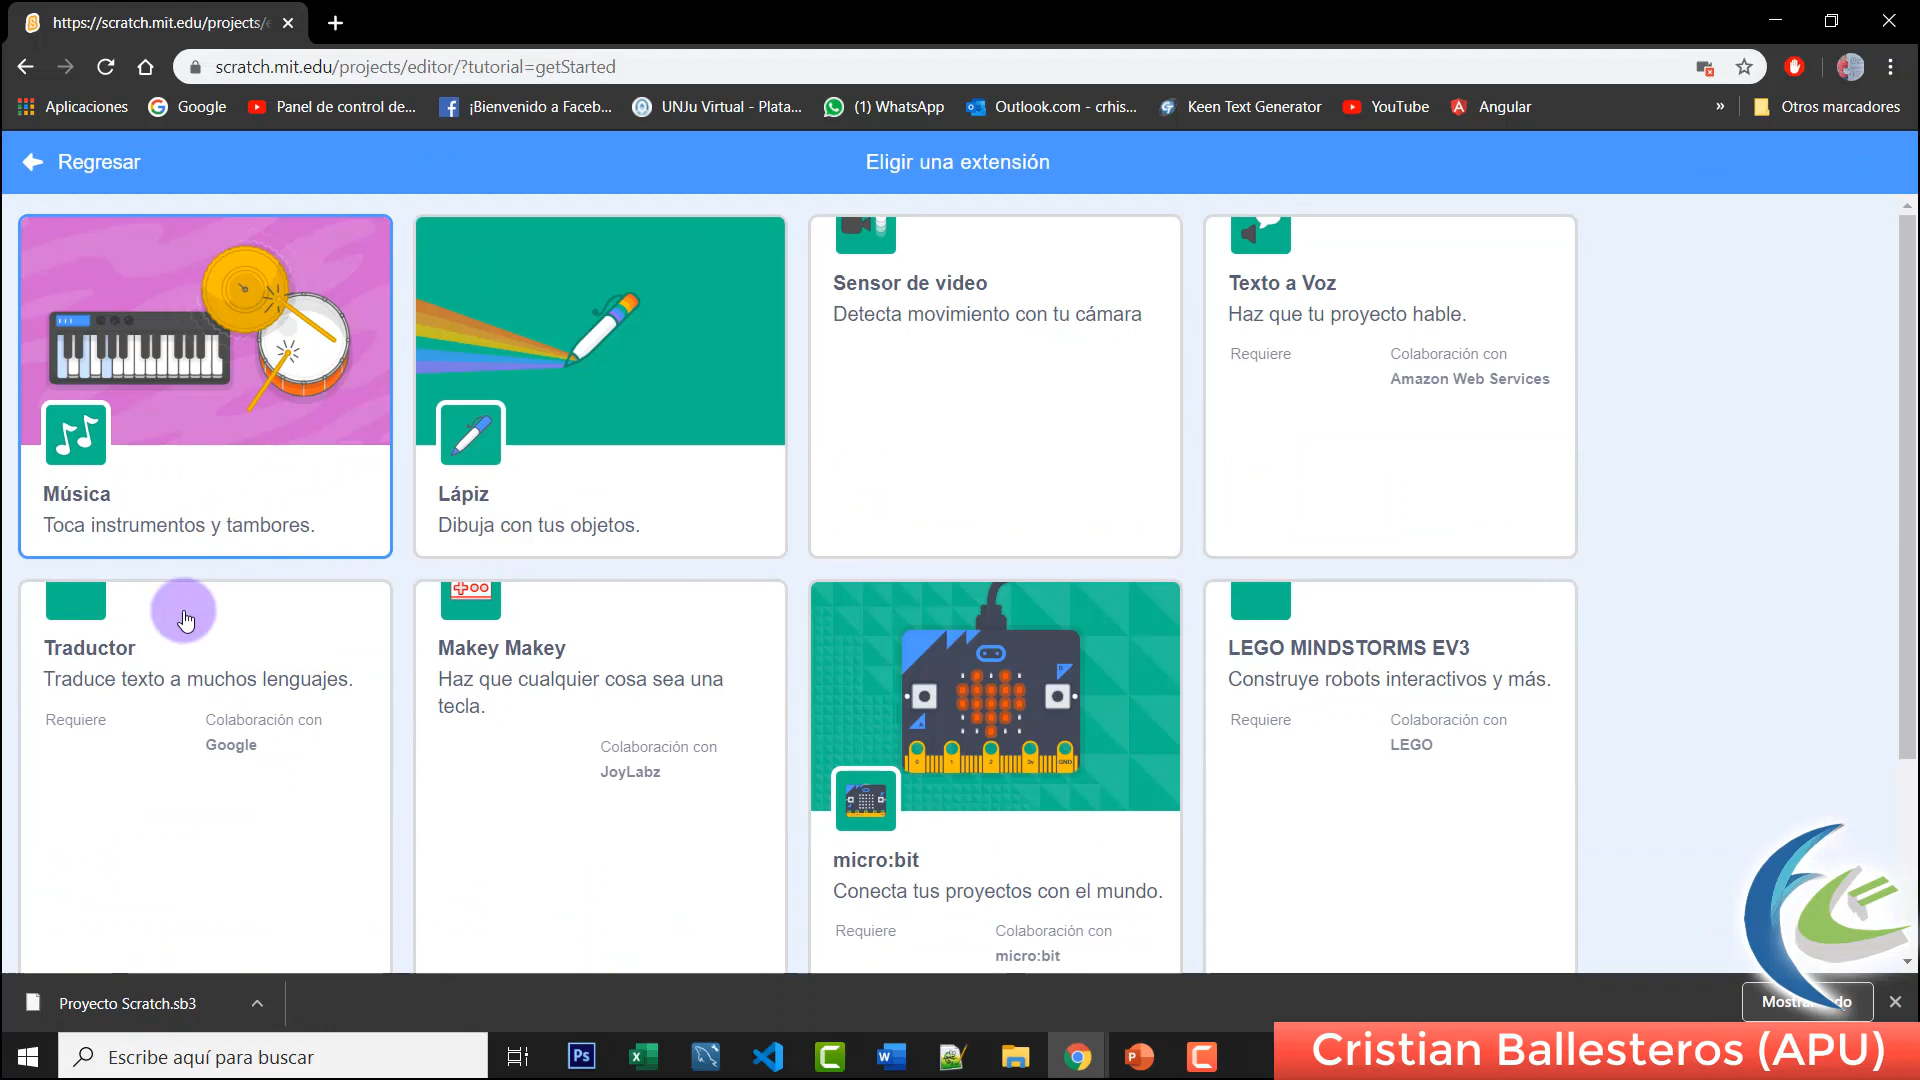 https://scratch.mit.edu/projects/e
scratch.mit.edu/projects/editor/?tutorial=getStarted
Aplicaciones
Google
Panel de control de...
¡Bienvenido a Faceb...
UNJu Virtual - Plata...
(1) WhatsApp
Outlook.com - crhis...
Keen Text Generator
YouTube
Angular
»
Otros marcadores
Regresar
Eligir una extensión
Música
Toca instrumentos y tambores.
Lápiz
Dibuja con tus objetos.
Sensor de video
Detecta movimiento con tu cámara
Texto a Voz
Haz que tu proyecto hable.
Requiere
Colaboración con
Amazon Web Services
Traductor
Traduce texto a muchos lenguajes.
Requiere
Colaboración con
Google
Makey Makey
Haz que cualquier cosa sea una
tecla.
Colaboración con
JoyLabz
micro:bit
Conecta tus proyectos con el mundo.
Requiere
Colaboración con
micro:bit
LEGO MINDSTORMS EV3
Construye robots interactivos y más.
Requiere
Colaboración con
LEGO
Proyecto Scratch.sb3
Escribe aquí para buscar
Ps
Cristian Ballesteros (APU)